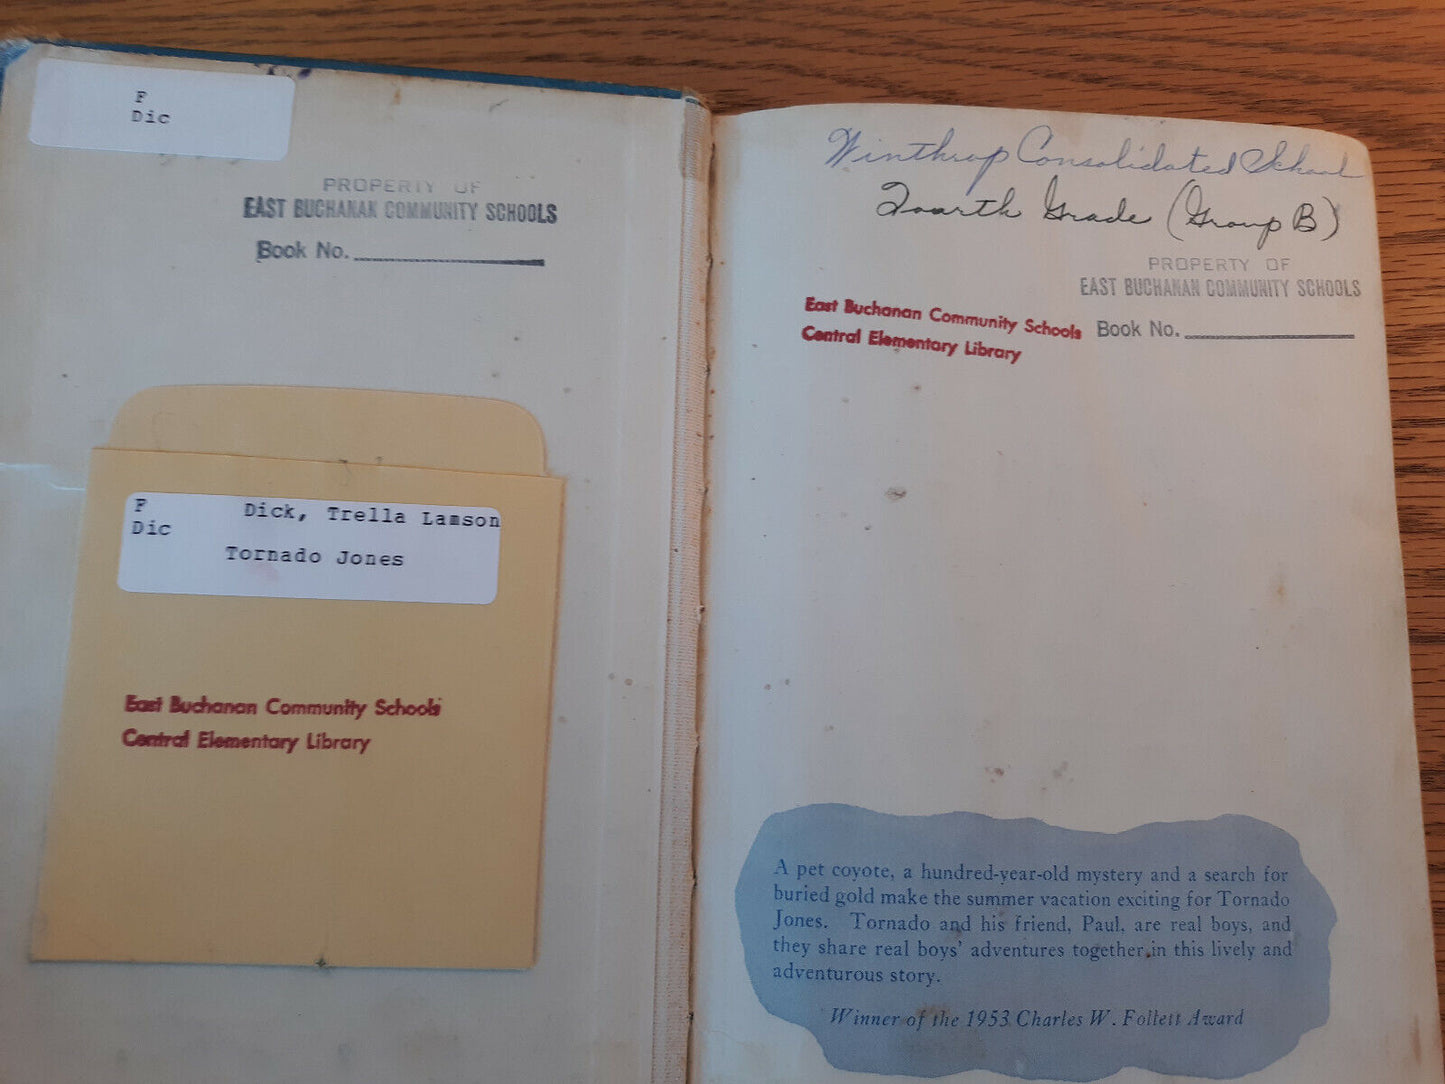 F
Dic
PROPERTY OF
EAST BUCHANAN COMMUNITY SCHOOLS
Book No.
F Dick, Trella Lamson
Dic
Tornado Jones
East Buchanan Community Schools
Central Elementary Library
Winthrop Consolidated School
Fourth Grade (Group B)
PROPERTY OF
EAST BUCHANAN COMMUNITY SCHOOLS
Book No.
East Buchanan Community Schools
Central Elementary Library
A pet coyote, a hundred-year-old mystery and a search for
buried gold make the summer vacation exciting for Tornado
Jones. Tornado and his friend, Paul, are real boys, and
they share real boys' adventures together in this lively and
adventurous story.
Winner of the 1953 Charles W. Follett Award